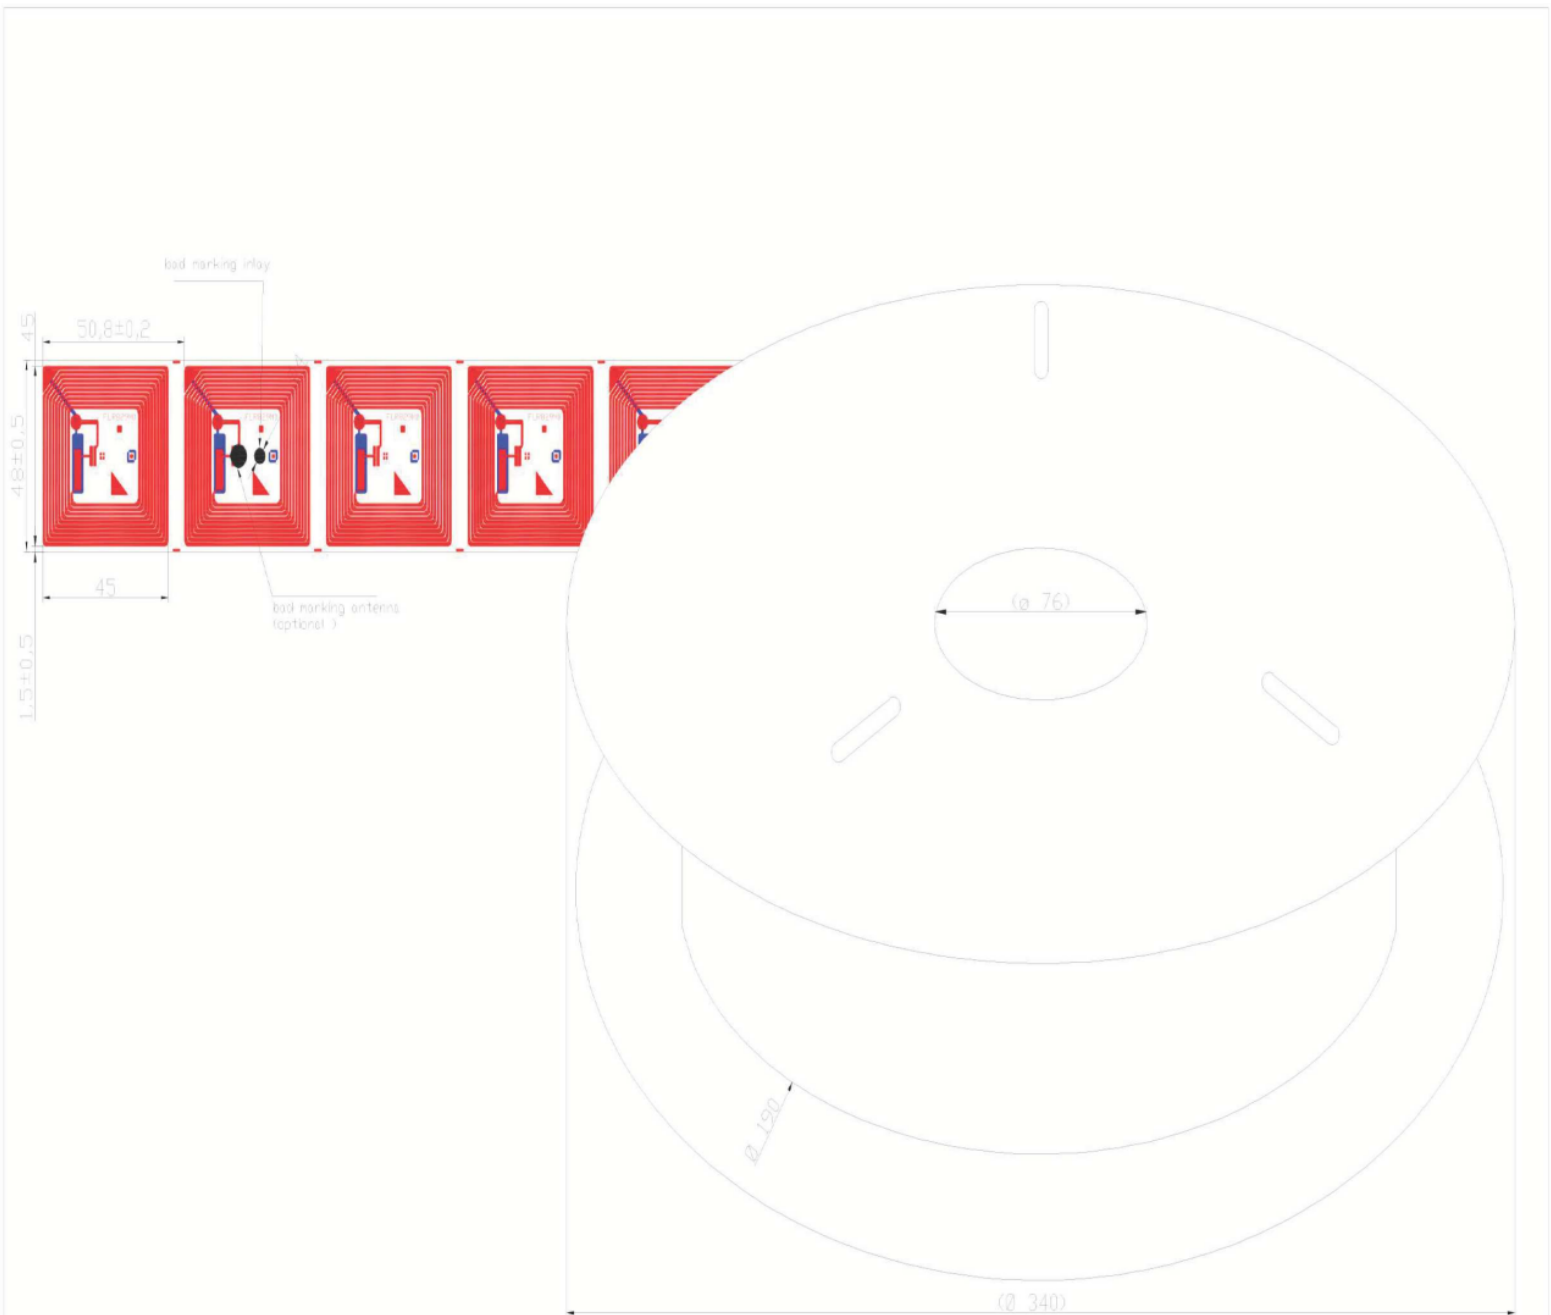 bad marking inlay
45
50,8±0,2
48±0,5
45
bad marking antenna
(optional )
1,5±0,5
(ø 76)
Ø 190
(Ø 340)